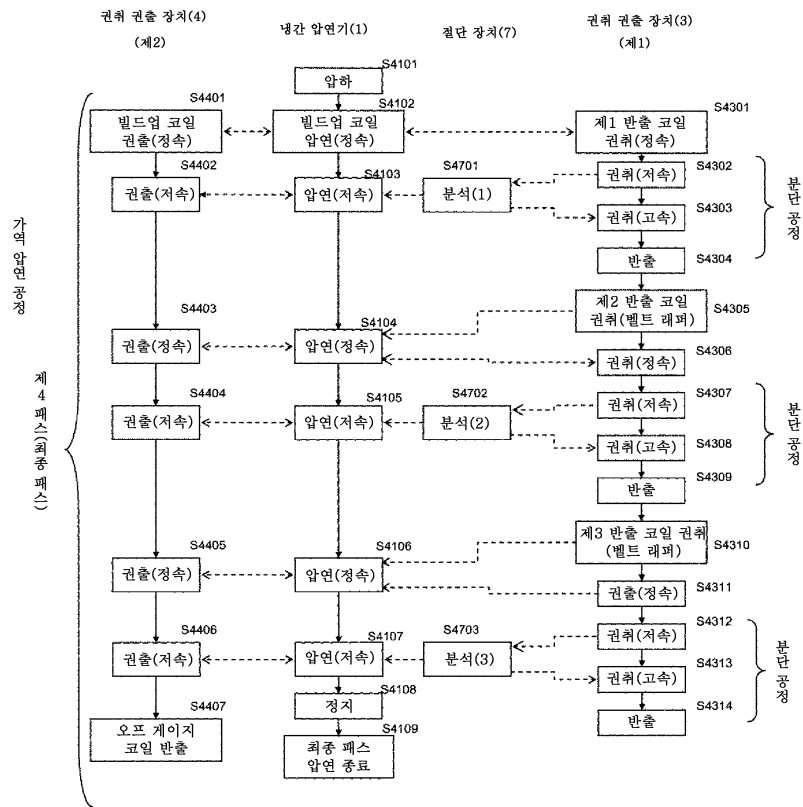 권취 권출 장치(4)
(제2)
냉간 압연기(1)
절단 장치(7)
권취 권출 장치(3)
(제1)
S4101
압하
S4401
빌드업 코일
권출(정속)
S4102
빌드업 코일
압연(정속)
S4301
제1 반출 코일
권취(정속)
S4402
권출(저속)
S4103
압연(저속)
S4701
분석(1)
S4302
권취(저속)
S4303
권취(고속)
S4304
반출
분단 공정
가역 압연 공정
제4패스(최종 패스)
S4305
제2 반출 코일
권취(벨트 래퍼)
S4403
권출(정속)
S4104
압연(정속)
S4306
권취(정속)
S4404
권출(저속)
S4105
압연(저속)
S4702
분석(2)
S4307
권취(저속)
S4308
권취(고속)
S4309
반출
분단 공정
S4310
제3 반출 코일 권취
(벨트 래퍼)
S4405
권출(정속)
S4106
압연(정속)
S4311
권출(정속)
S4406
권출(저속)
S4107
압연(저속)
S4703
분석(3)
S4312
권취(저속)
S4313
권취(고속)
S4314
반출
분단 공정
S4108
정지
S4407
오프 게이지
코일 반출
S4109
최종 패스
압연 종료